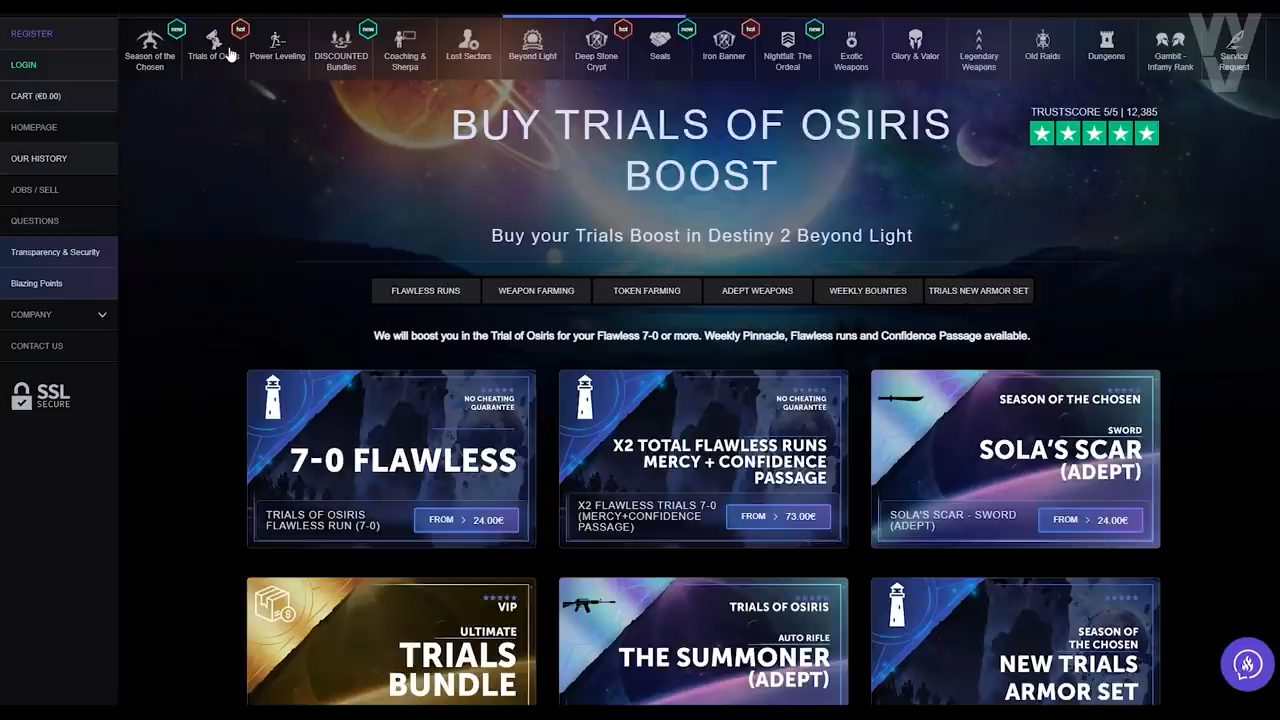 REGISTER
LOGIN
CART (€0.00)
HOMEPAGE
OUR HISTORY
JOBS / SELL
QUESTIONS
Transparency & Security
Blazing Points
COMPANY
CONTACT US
SSL
SECURE
new
hot
new
hot
new
hot
new
Season of the
Chosen
Trials of
Power Leveling
DISCOUNTED
Bundles
Coaching &
Sherpa
Lost Sectors
Beyond Light
Deep Stone
Crypt
Seals
Iron Banner
Nightfall: The
Ordeal
Exotic
Weapons
Glory & Valor
Legendary
Weapons
Old Raids
Dungeons
Gambit -
Infamy Rank
Service
Request
BUY TRIALS OF OSIRIS
BOOST
TRUSTSCORE 5/5 | 12,385
Buy your Trials Boost in Destiny 2 Beyond Light
FLAWLESS RUNS
WEAPON FARMING
TOKEN FARMING
ADEPT WEAPONS
WEEKLY BOUNTIES
TRIALS NEW ARMOR SET
We will boost you in the Trial of Osiris for your Flawless 7-0 or more. Weekly Pinnacle, Flawless runs and Confidence Passage available.
NO CHEATING
GUARANTEE
7-0 FLAWLESS
TRIALS OF OSIRIS
FLAWLESS RUN (7-0)
FROM > 24.00€
NO CHEATING
GUARANTEE
X2 TOTAL FLAWLESS RUNS
MERCY + CONFIDENCE
PASSAGE
X2 FLAWLESS TRIALS 7-0
(MERCY+CONFIDENCE
PASSAGE)
FROM > 73.00€
SEASON OF THE CHOSEN
SWORD
SOLA'S SCAR
(ADEPT)
SOLA'S SCAR - SWORD
(ADEPT)
FROM > 24.00€
VIP
ULTIMATE
TRIALS
BUNDLE
TRIALS OF OSIRIS
AUTO RIFLE
THE SUMMONER
(ADEPT)
SEASON OF
THE CHOSEN
NEW TRIALS
ARMOR SET